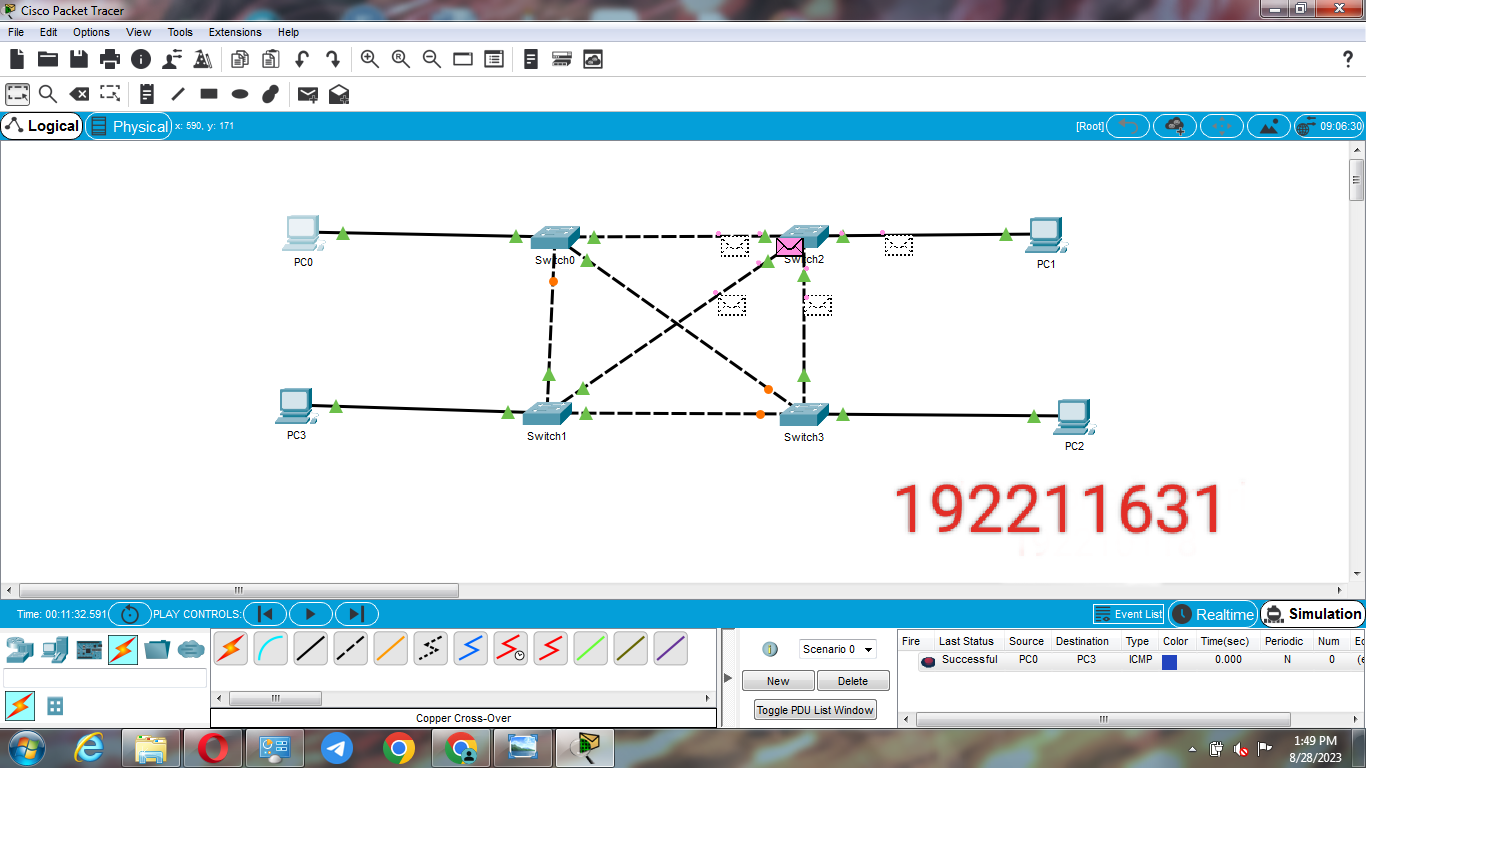 Cisco Packet Tracer
File Edit Options View Tools Extensions Help
?
Logical Physical x: 590, y: 171 [Root] 09:06:30
PC0
Switch0
Switch2
PC1
PC3
Switch1
Switch3
PC2
192211631
Time: 00:11:32.591 PLAY CONTROLS: Event List Realtime Simulation
Scenario 0
New Delete
Toggle PDU List Window
Fire Last Status Source Destination Type Color Time(sec) Periodic Num Ed
Successful PC0 PC3 ICMP 0.000 N 0 (e
Copper Cross-Over
1:49 PM
8/28/2023